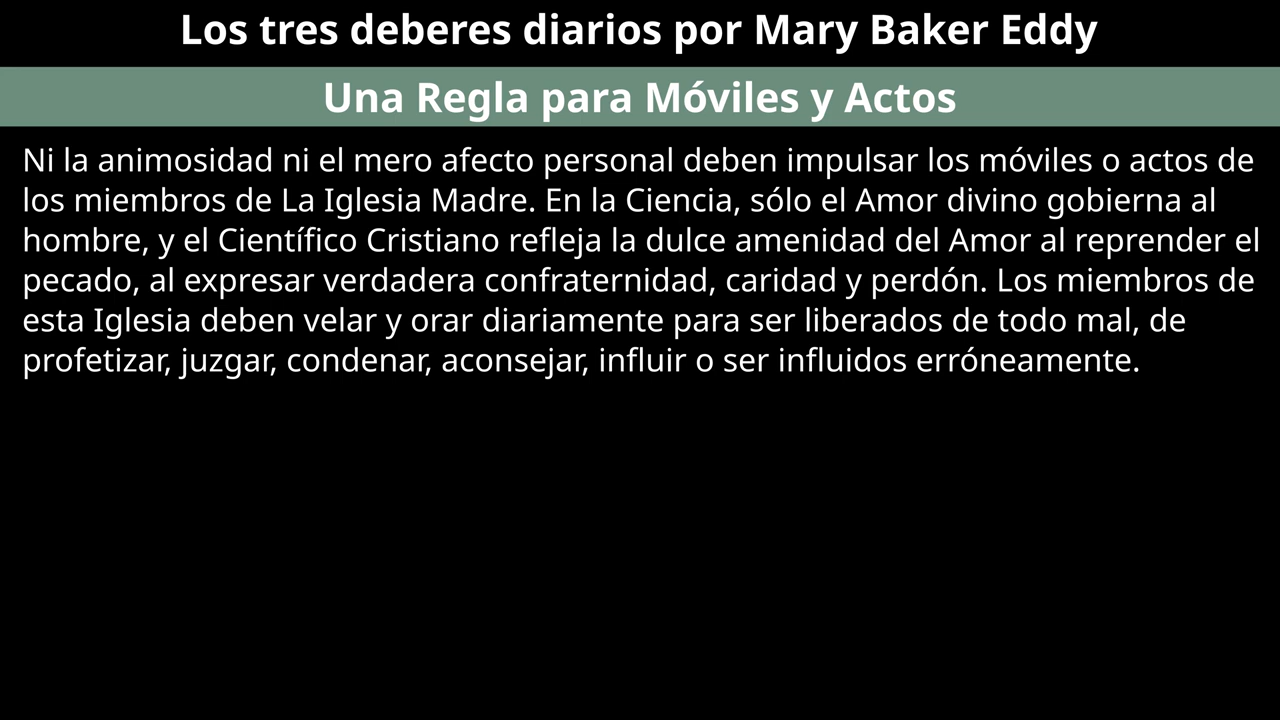 Los tres deberes diarios por Mary Baker Eddy
Una Regla para Móviles y Actos
Ni la animosidad ni el mero afecto personal deben impulsar los móviles o actos de
los miembros de La Iglesia Madre. En la Ciencia, sólo el Amor divino gobierna al
hombre, y el Científico Cristiano refleja la dulce amenidad del Amor al reprender el
pecado, al expresar verdadera confraternidad, caridad y perdón. Los miembros de
esta Iglesia deben velar y orar diariamente para ser liberados de todo mal, de
profetizar, juzgar, condenar, aconsejar, influir o ser influidos erróneamente.